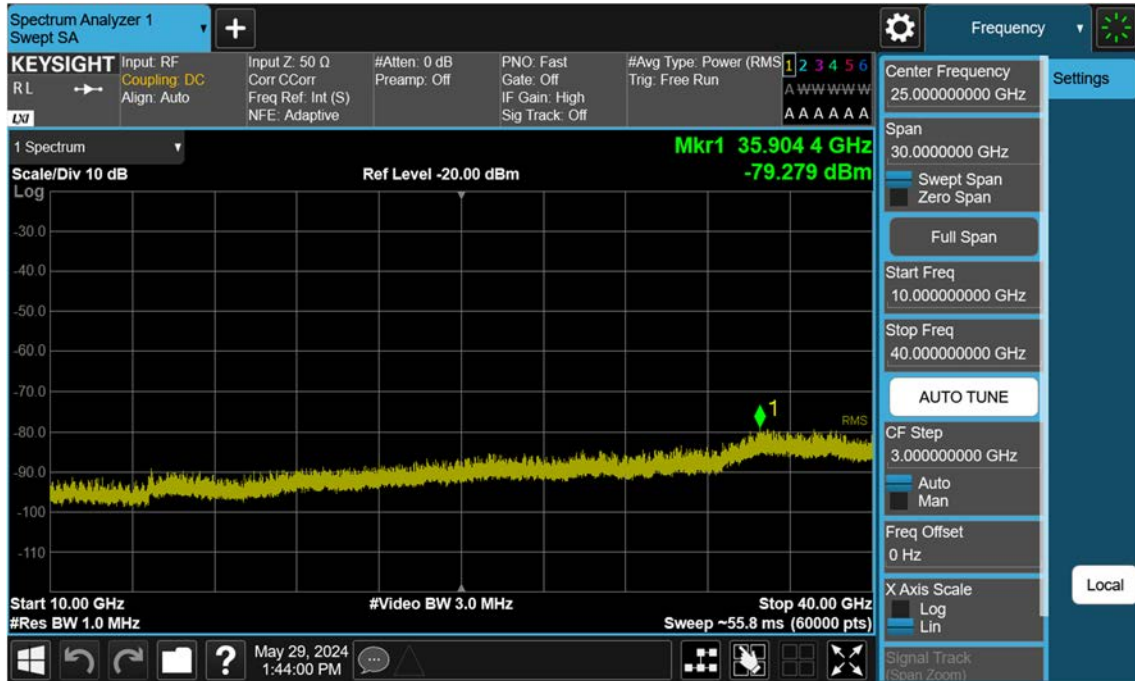 Spectrum Analyzer 1
Swept SA
Frequency
KEYSIGHT
R L
LXI
Input: RF
Coupling: DC
Align: Auto
Input Z: 50 Ω
Corr CCorr
Freq Ref: Int (S)
NFE: Adaptive
#Atten: 0 dB
Preamp: Off
PNO: Fast
Gate: Off
IF Gain: High
Sig Track: Off
#Avg Type: Power (RMS
Trig: Free Run
1 2 3 4 5 6
A W W W W W
A A A A A A
1 Spectrum
Mkr1 35.904 4 GHz
Scale/Div 10 dB
Ref Level -20.00 dBm
-79.279 dBm
Log
-30.0
-40.0
-50.0
-60.0
-70.0
-80.0
-90.0
-100
-110
1
RMS
Start 10.00 GHz
#Video BW 3.0 MHz
Stop 40.00 GHz
#Res BW 1.0 MHz
Sweep ~55.8 ms (60000 pts)
Center Frequency
25.000000000 GHz
Settings
Span
30.0000000 GHz
Swept Span
Zero Span
Full Span
Start Freq
10.000000000 GHz
Stop Freq
40.000000000 GHz
AUTO TUNE
CF Step
3.000000000 GHz
Auto
Man
Freq Offset
0 Hz
X Axis Scale
Log
Lin
Local
Signal Track
(Span Zoom)
?
May 29, 2024
1:44:00 PM